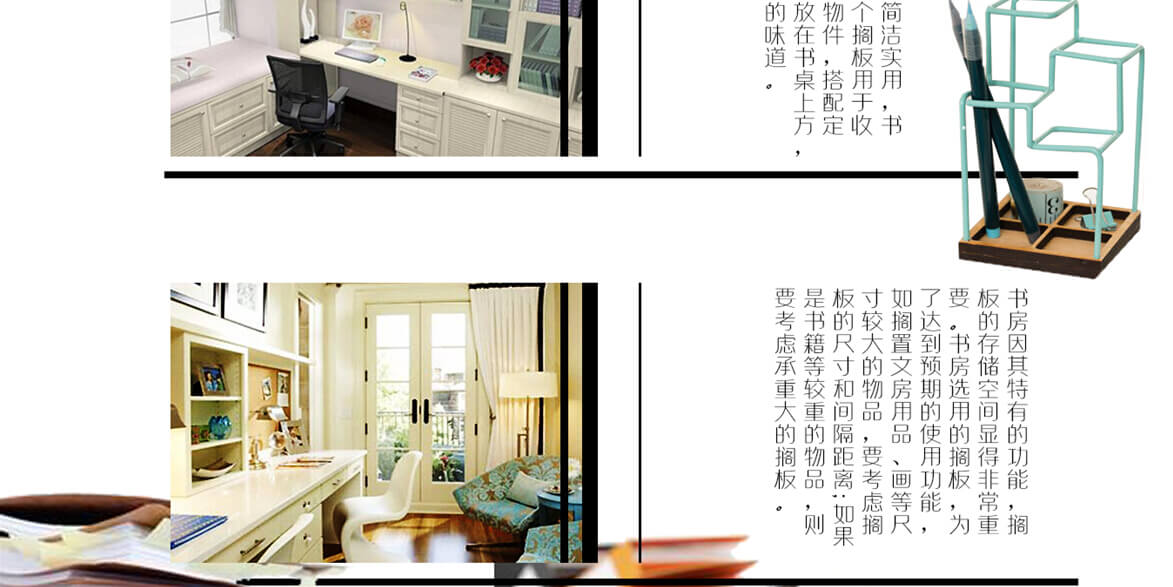 简洁实用，书
个搁板用于收
物件，搭配定
放在书桌上方，
的味道。
书房因其特有的功能，搁
板的存储空间显得非常重
要。书房选用的搁板，为
了达到预期的使用功能，
如搁置文房用品、画等尺
寸较大的物品，要考虑搁
板的尺寸和间隔距离；如果
是书籍等较重的物品，则
要考虑承重大的搁板。